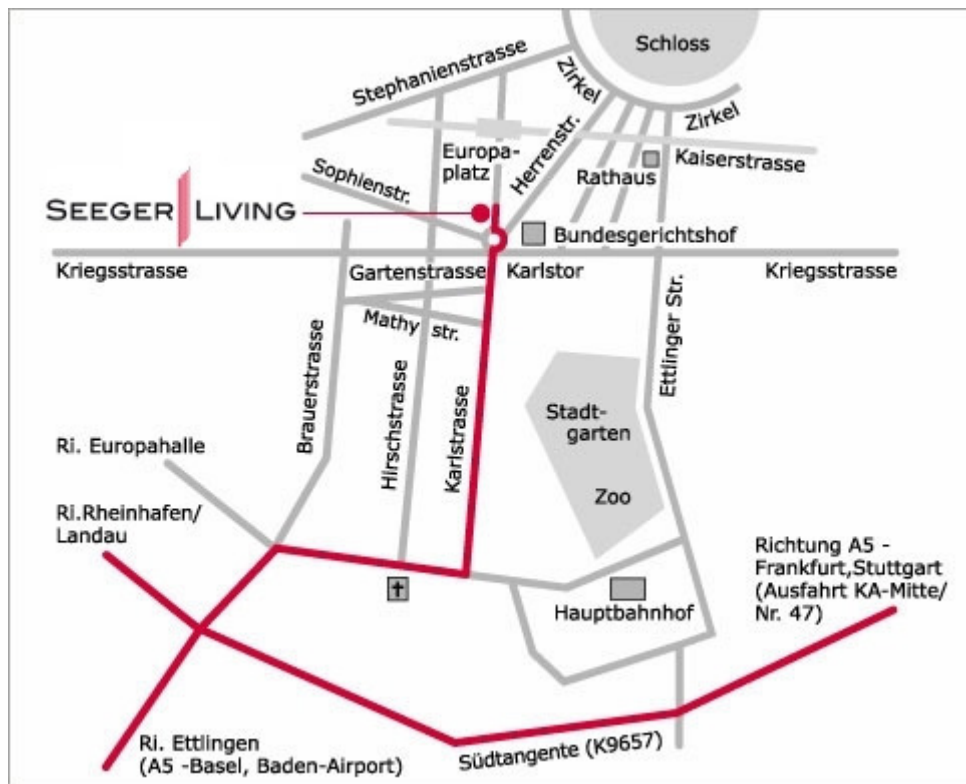 Schloss
Stephanienstrasse
Zirkel
Zirkel
Herrenstr.
Europa-
platz
Rathaus
Kaiserstrasse
Sophienstr.
SEEGER LIVING
Bundesgerichtshof
Kriegsstrasse
Gartenstrasse
Karlstor
Kriegsstrasse
Mathy str.
Ettlinger Str.
Brauerstrasse
Hirschstrasse
Karlstrasse
Stadt-
garten
Zoo
Ri. Europahalle
Ri.Rheinhafen/
Landau
Richtung A5 -
Frankfurt,Stuttgart
(Ausfahrt KA-Mitte/
Nr. 47)
Hauptbahnhof
Ri. Ettlingen
(A5 -Basel, Baden-Airport)
Südtangente (K9657)